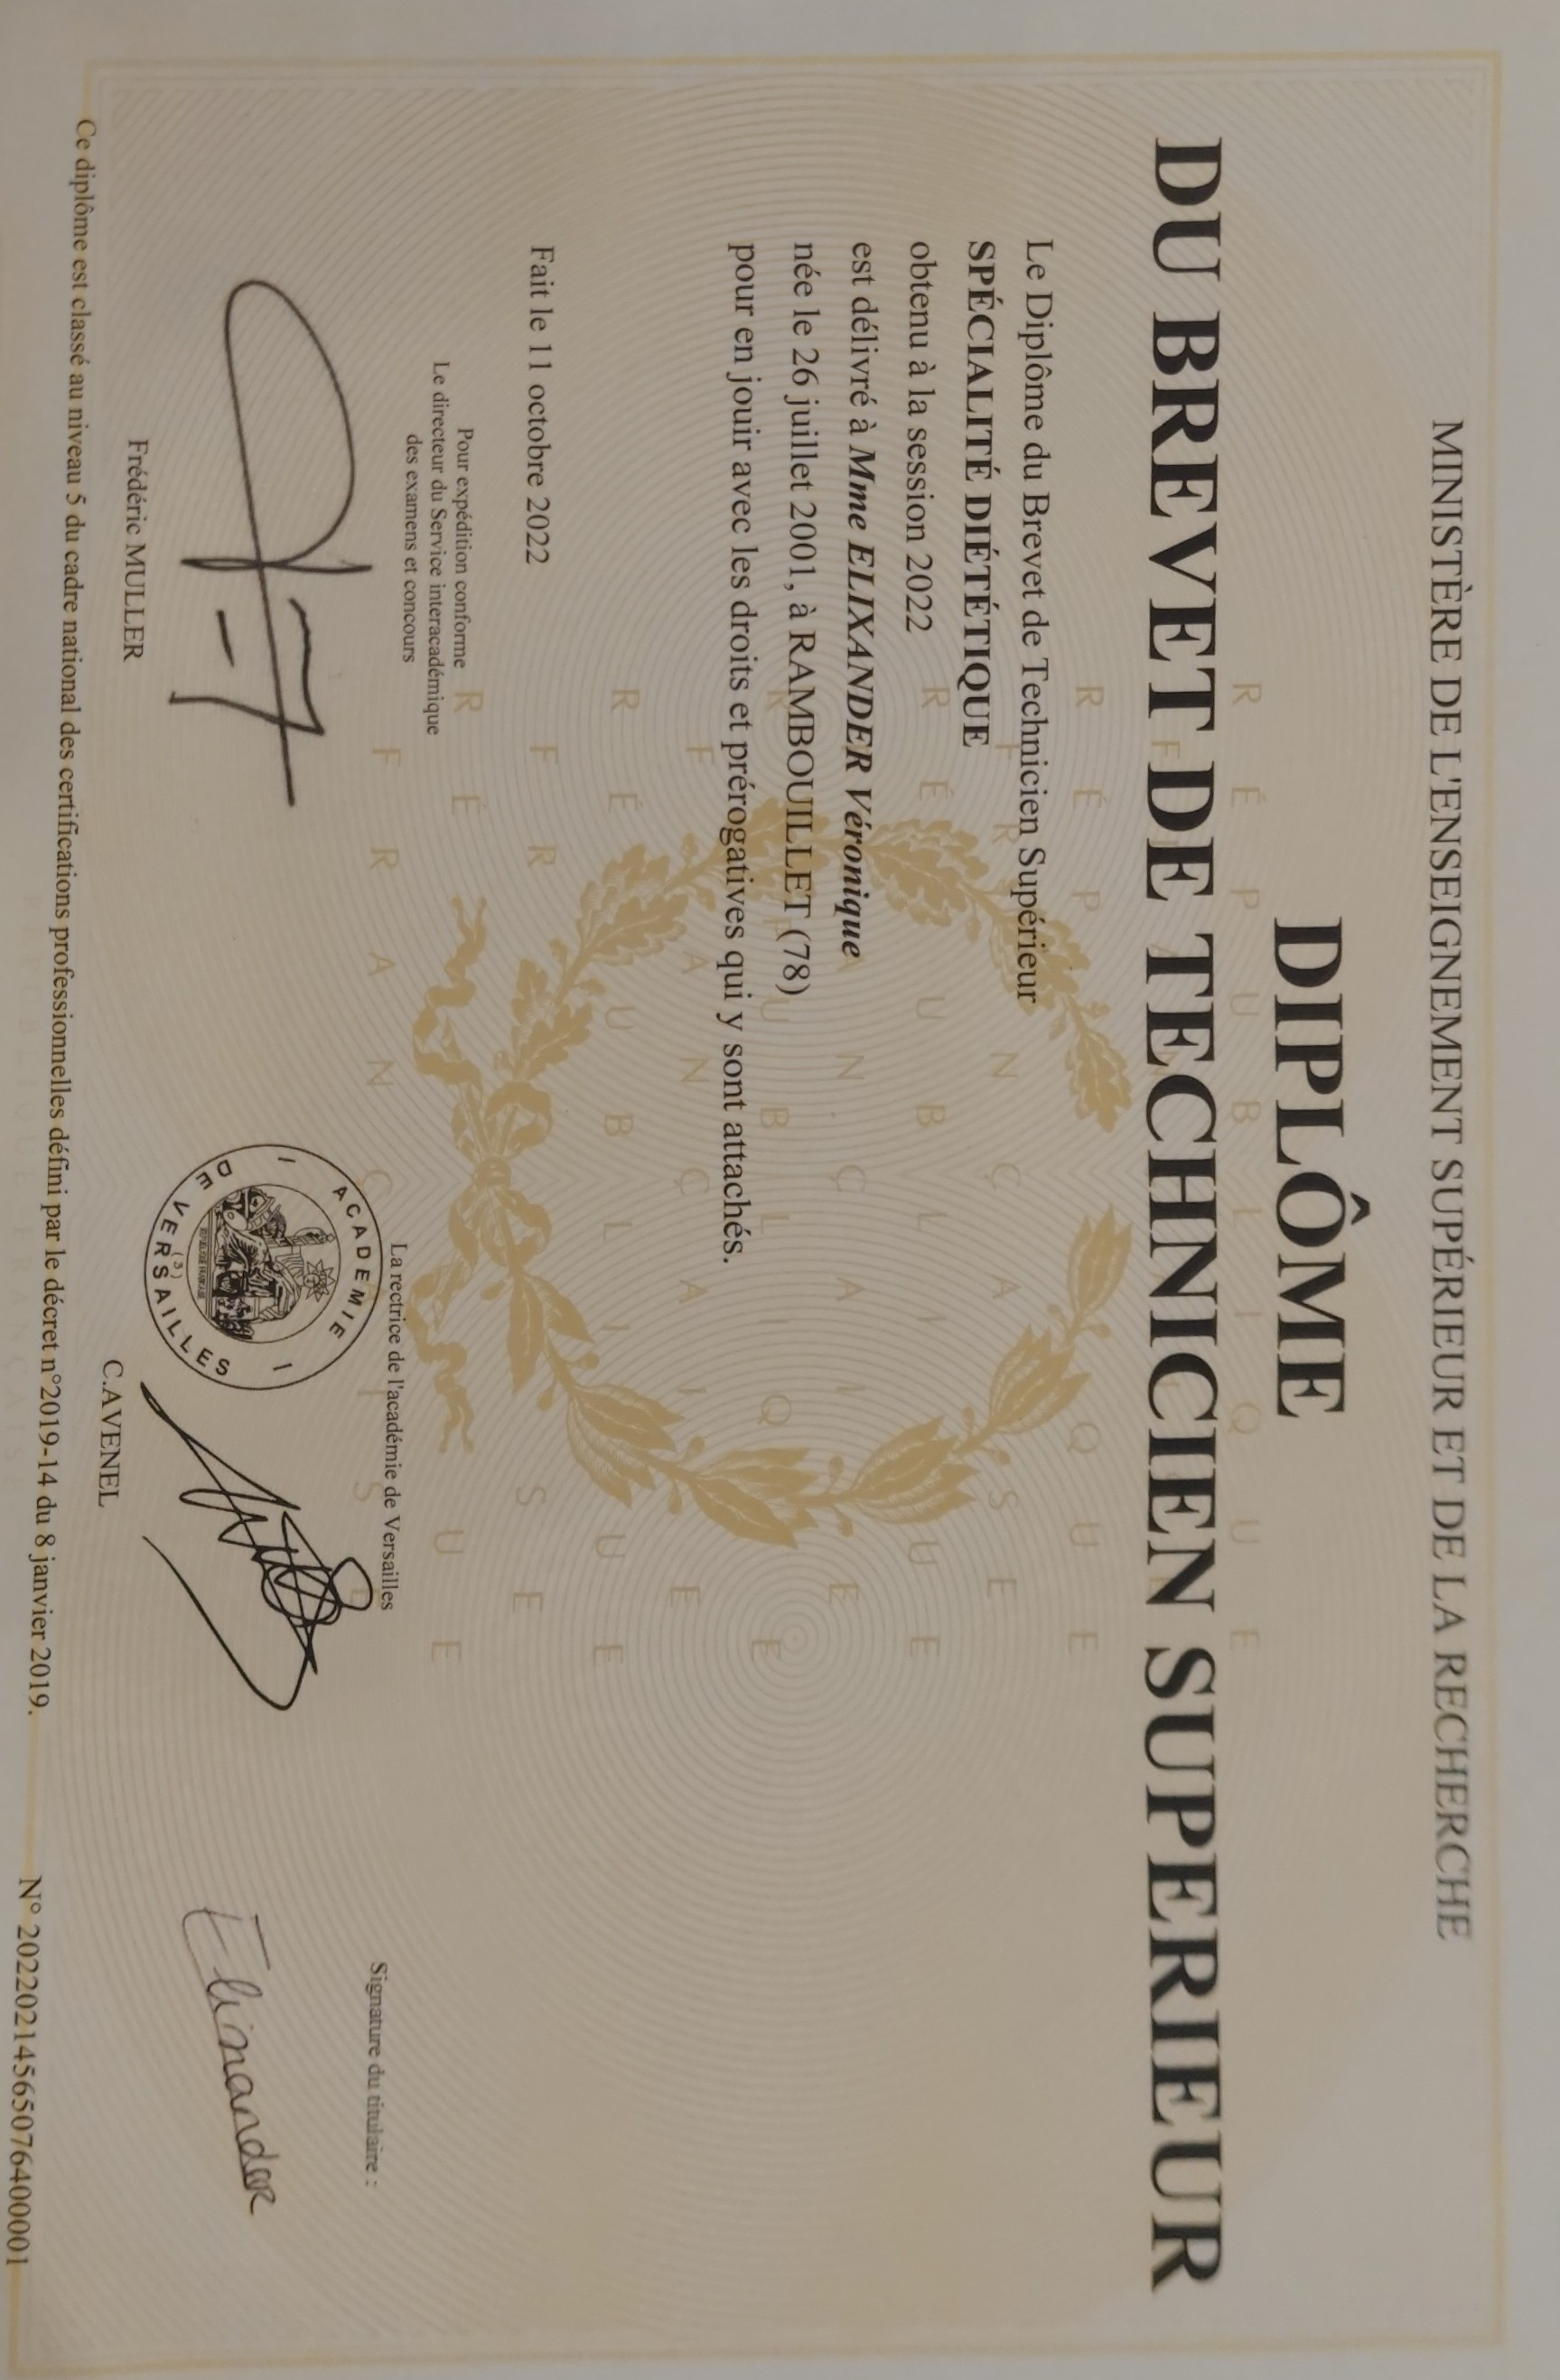 MINISTÈRE DE L'ENSEIGNEMENT SUPÉRIEUR ET DE LA RECHERCHE
DIPLÔME
DU BREVET DE TECHNICIEN SUPERIEUR
Le Diplôme du Brevet de Technicien Supérieur
SPÉCIALITÉ DIÉTÉTIQUE
obtenu à la session 2022
est délivré à Mme ELIXANDER Véronique
née le 26 juillet 2001, à RAMBOUILLET (78)
pour en jouir avec les droits et prérogatives qui y sont attachés.
Fait le 11 octobre 2022
Pour expédition conforme
Le directeur du Service interacadémique
des examens et concours
Frédéric MULLER
La rectrice de l'académie de Versailles
ACADEMIE
DE VERSAILLES
(3)
C.AVENEL
Signature du titulaire :
Elixander
Ce diplôme est classé au niveau 5 du cadre national des certifications professionnelles défini par le décret n°2019-14 du 8 janvier 2019.
N° 20220214565076400001
RÉPUBLIQUE
FRANÇAISE